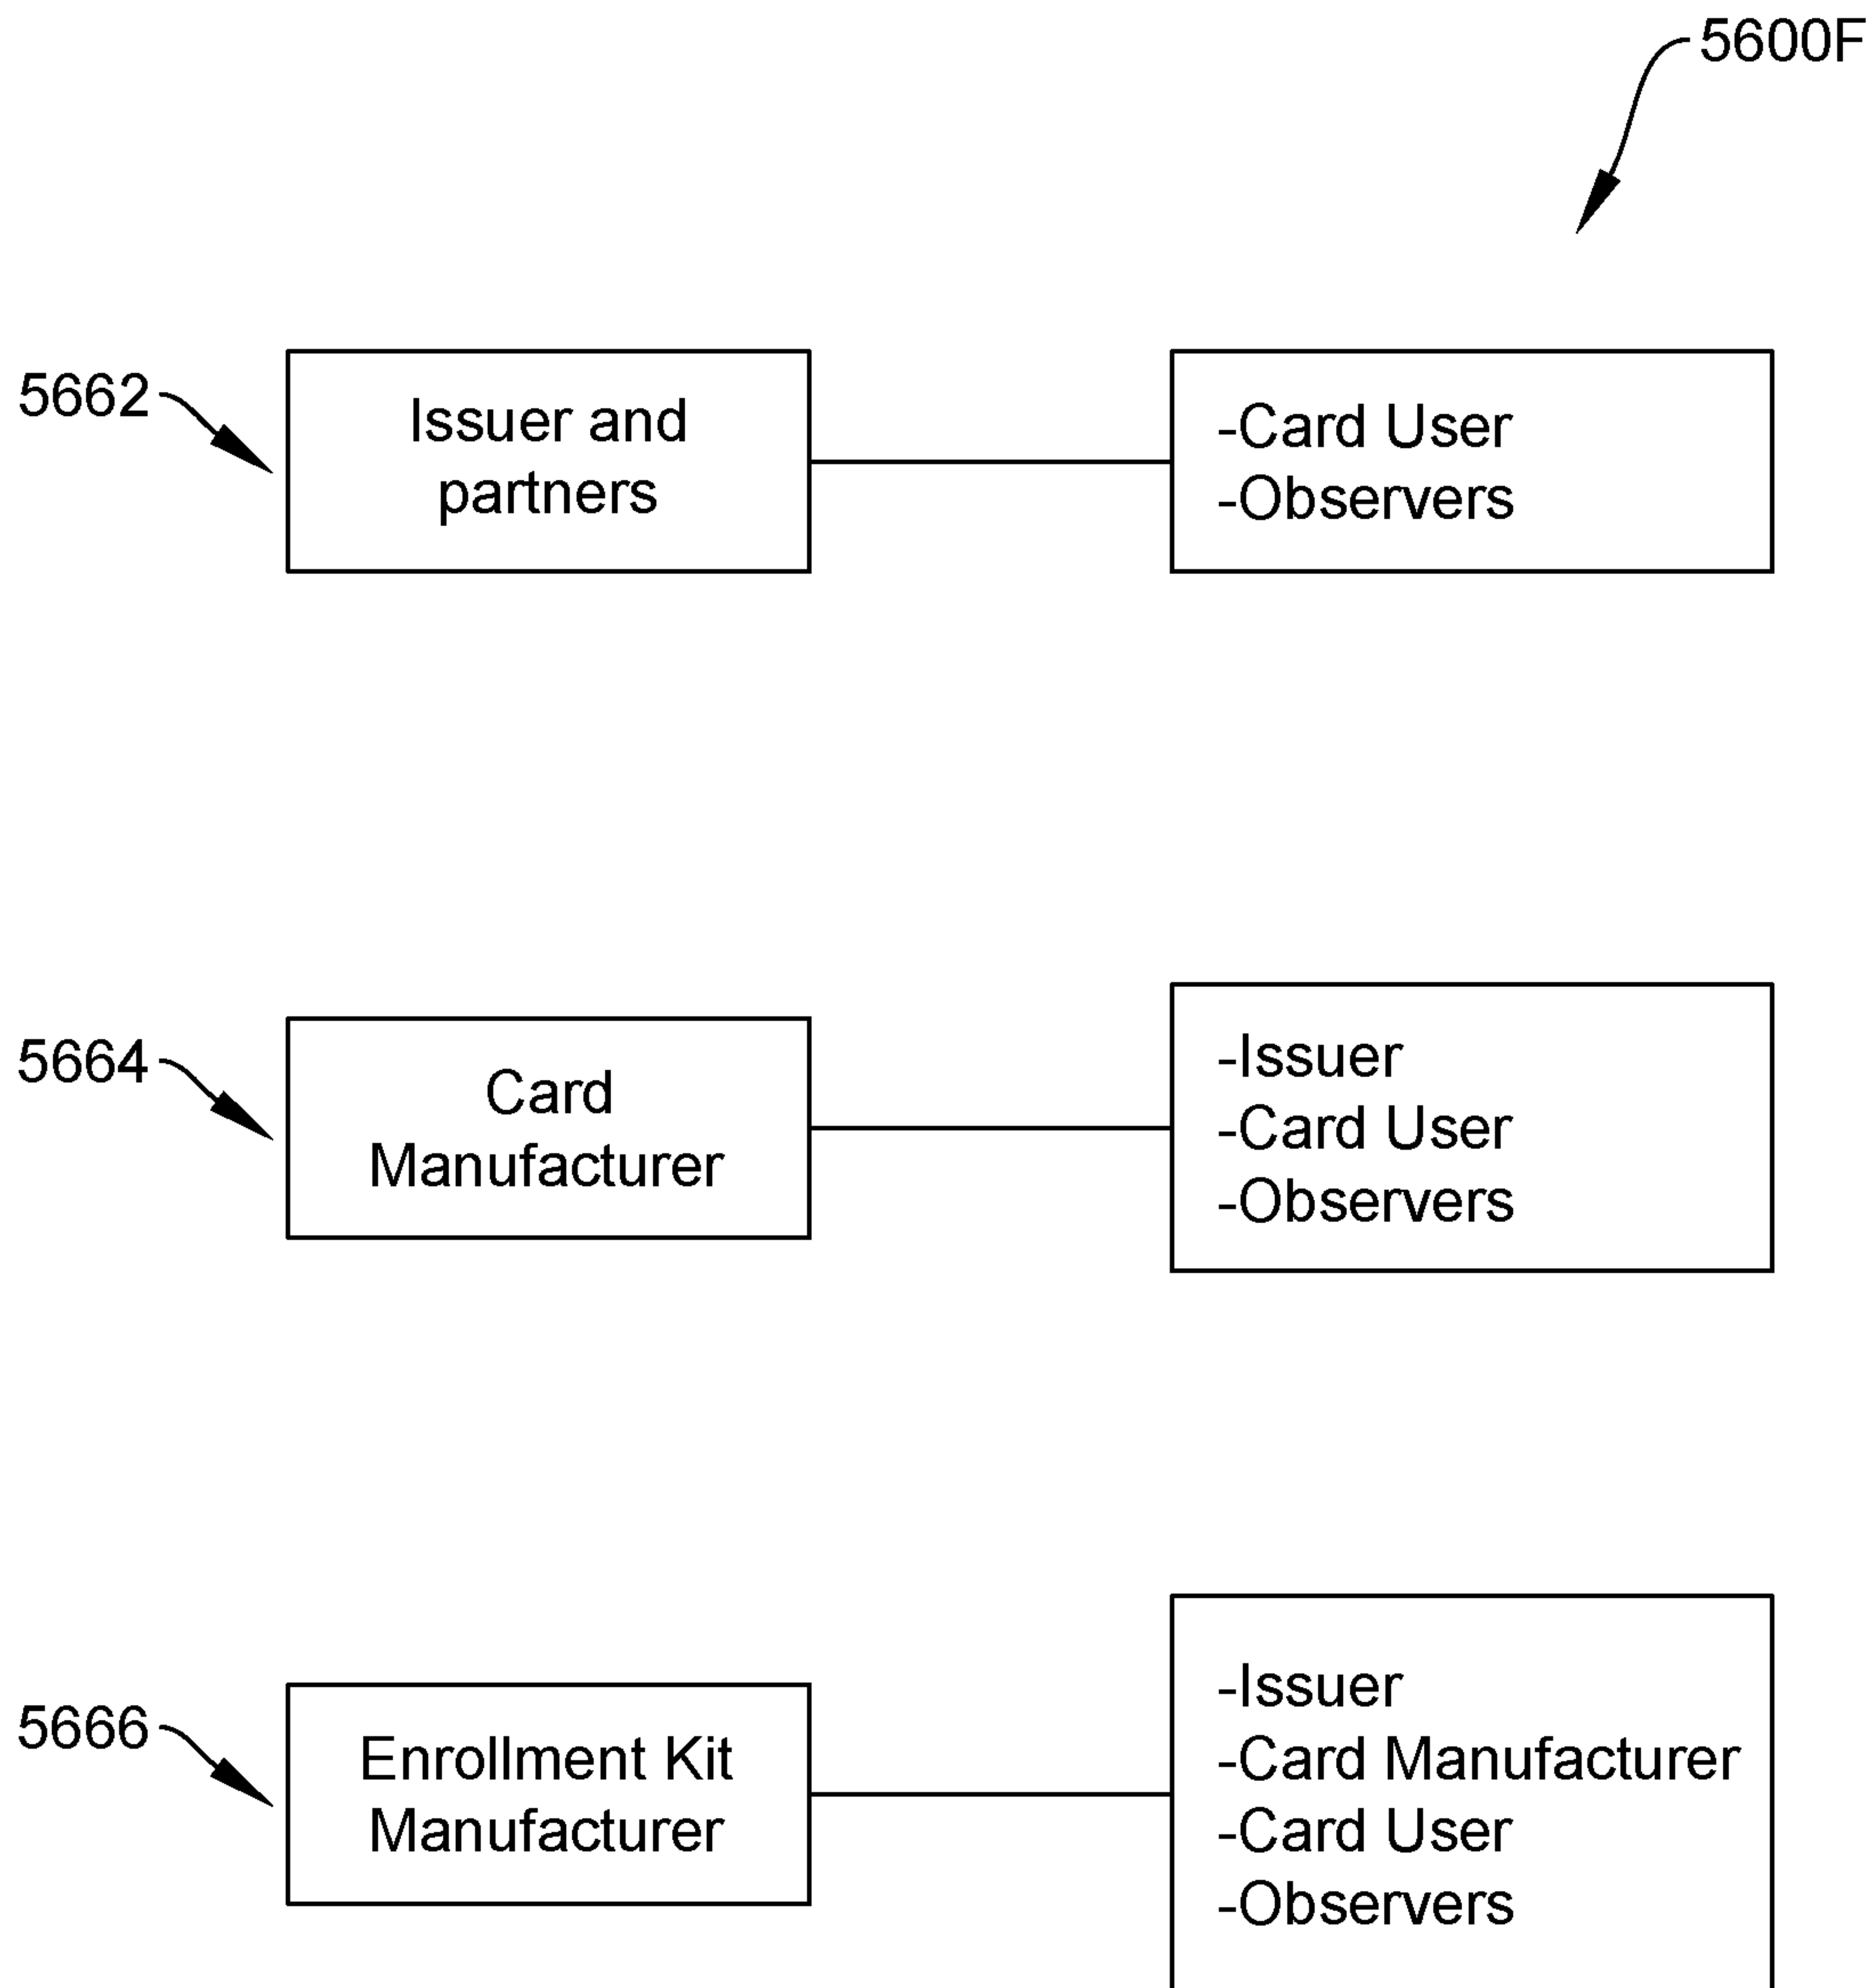 5600F
5662
Issuer and
partners
-Card User
-Observers
5664
Card
Manufacturer
-Issuer
-Card User
-Observers
5666
Enrollment Kit
Manufacturer
-Issuer
-Card Manufacturer
-Card User
-Observers